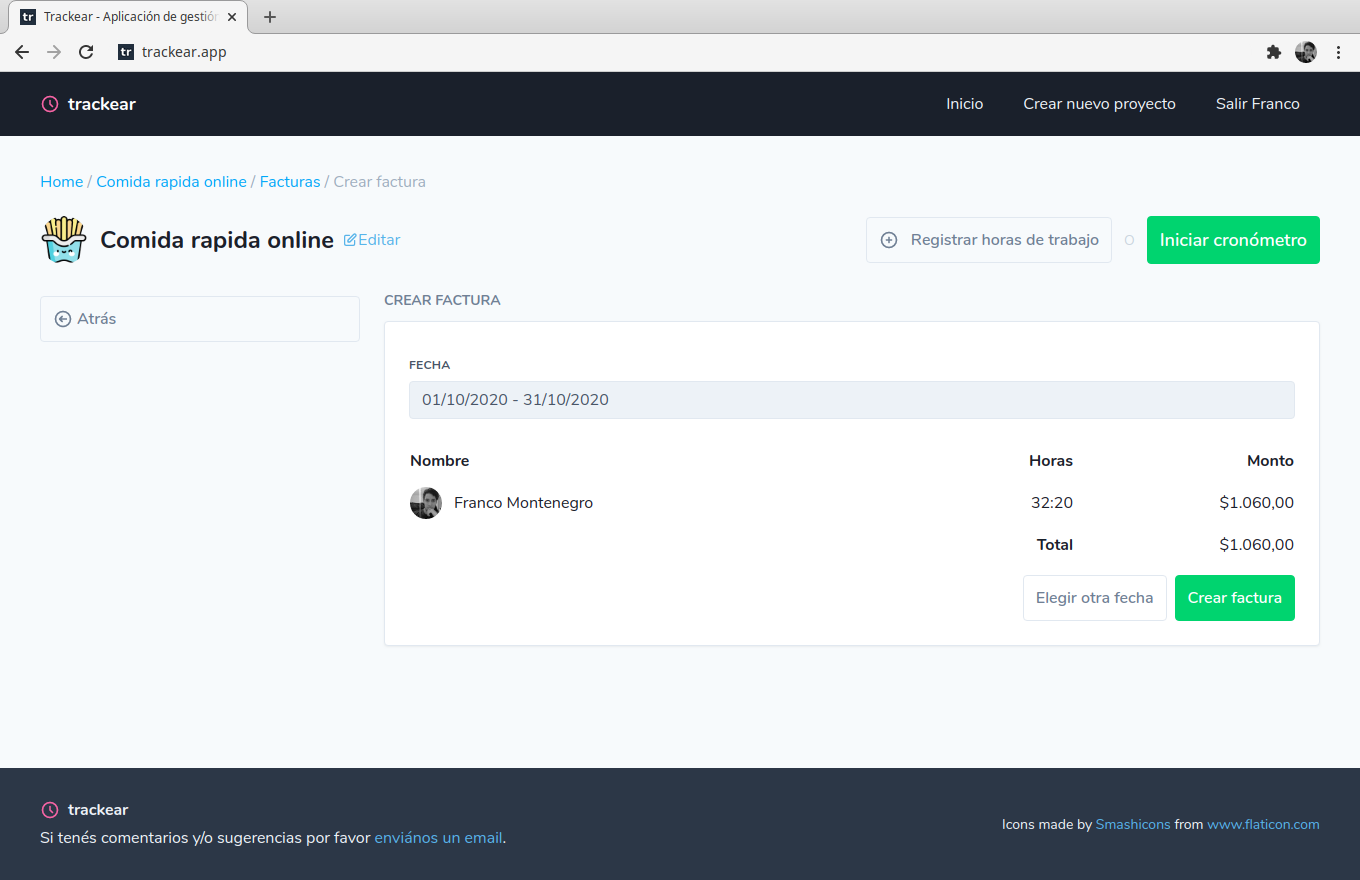 tr Trackear - Aplicación de gestión
tr trackear.app
trackear
Inicio
Crear nuevo proyecto
Salir Franco
Home / Comida rapida online / Facturas / Crear factura
Comida rapida online Editar
Registrar horas de trabajo
O
Iniciar cronómetro
Atrás
CREAR FACTURA
FECHA
01/10/2020 - 31/10/2020
Nombre Horas Monto
Franco Montenegro 32:20 $1.060,00
Total $1.060,00
Elegir otra fecha
Crear factura
trackear
Si tenés comentarios y/o sugerencias por favor enviános un email.
Icons made by Smashicons from www.flaticon.com